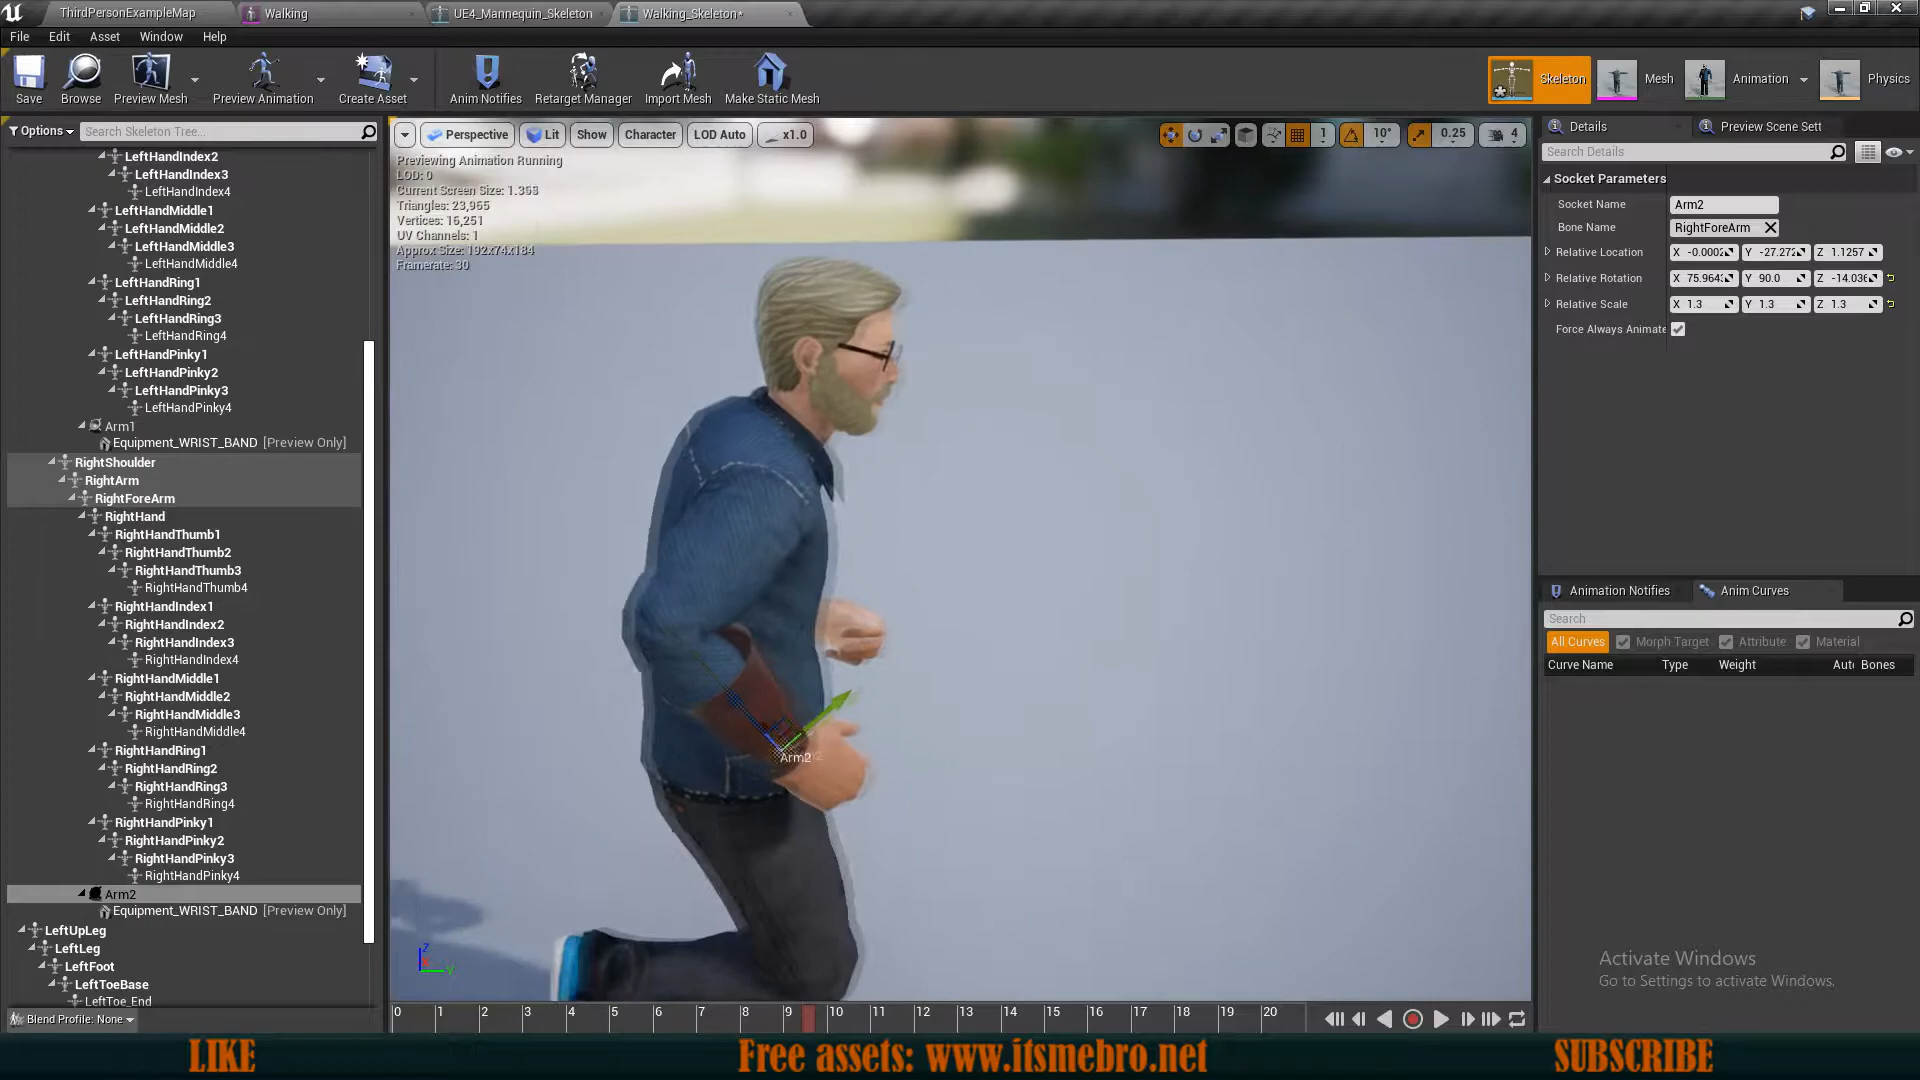 ThirdPersonExampleMap
Walking
UE4_Mannequin_Skeleton
Walking_Skeleton*
File Edit Asset Window Help
Save
Browse
Preview Mesh
Preview Animation
Create Asset
Anim Notifies
Retarget Manager
Import Mesh
Make Static Mesh
Skeleton
Mesh
Animation
Physics
Options
Search Skeleton Tree...
LeftHandIndex2
LeftHandIndex3
LeftHandIndex4
LeftHandMiddle1
LeftHandMiddle2
LeftHandMiddle3
LeftHandMiddle4
LeftHandRing1
LeftHandRing2
LeftHandRing3
LeftHandRing4
LeftHandPinky1
LeftHandPinky2
LeftHandPinky3
LeftHandPinky4
Arm1
Equipment_WRIST_BAND [Preview Only]
RightShoulder
RightArm
RightForeArm
RightHand
RightHandThumb1
RightHandThumb2
RightHandThumb3
RightHandThumb4
RightHandIndex1
RightHandIndex2
RightHandIndex3
RightHandIndex4
RightHandMiddle1
RightHandMiddle2
RightHandMiddle3
RightHandMiddle4
RightHandRing1
RightHandRing2
RightHandRing3
RightHandRing4
RightHandPinky1
RightHandPinky2
RightHandPinky3
RightHandPinky4
Arm2
Equipment_WRIST_BAND [Preview Only]
LeftUpLeg
LeftLeg
LeftFoot
LeftToeBase
LeftToe_End
Blend Profile: None
Perspective Lit Show Character LOD Auto x1.0
1 10° 0.25 4
Previewing Animation Running
LOD: 0
Current Screen Size: 1.398
Triangles: 23,965
Vertices: 16,251
UV Channels: 1
Approx Size: 192x74x184
Framerate: 30
Arm2
Z
Y
0 1 2 3 4 5 6 7 8 9 10 11 12 13 14 15 16 17 18 19 20
Details
Preview Scene Sett
Search Details
Socket Parameters
Socket Name Arm2
Bone Name RightForeArm
Relative Location X -0.0002 Y -27.272 Z 1.1257
Relative Rotation X 75.964 Y 90.0 Z -14.036
Relative Scale X 1.3 Y 1.3 Z 1.3
Force Always Animate
Animation Notifies
Anim Curves
Search
All Curves Morph Target Attribute Material
Curve Name Type Weight Aut Bones
Activate Windows
Go to Settings to activate Windows.
LIKE
Free assets: www.itsmebro.net
SUBSCRIBE